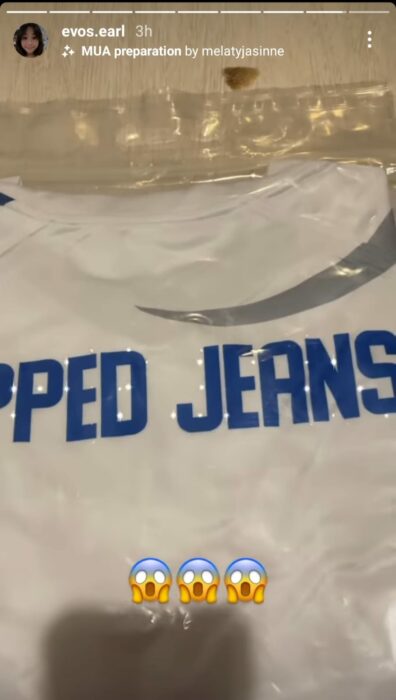 evos.earl 3h
MUA preparation by melatyjasinne
PPED JEANS